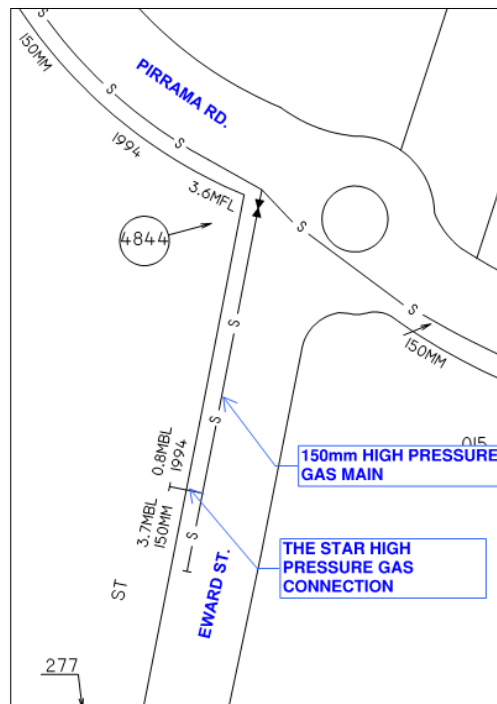 S
150MM
PIRRAMA RD.
S
1994
S
3.6MFL
4844
S
S
S
150MM
S
0.8MBL
1994
015
150mm HIGH PRESSURE
GAS MAIN
3.7MBL
150MM
S
THE STAR HIGH
PRESSURE GAS
CONNECTION
EWARD ST.
ST
277